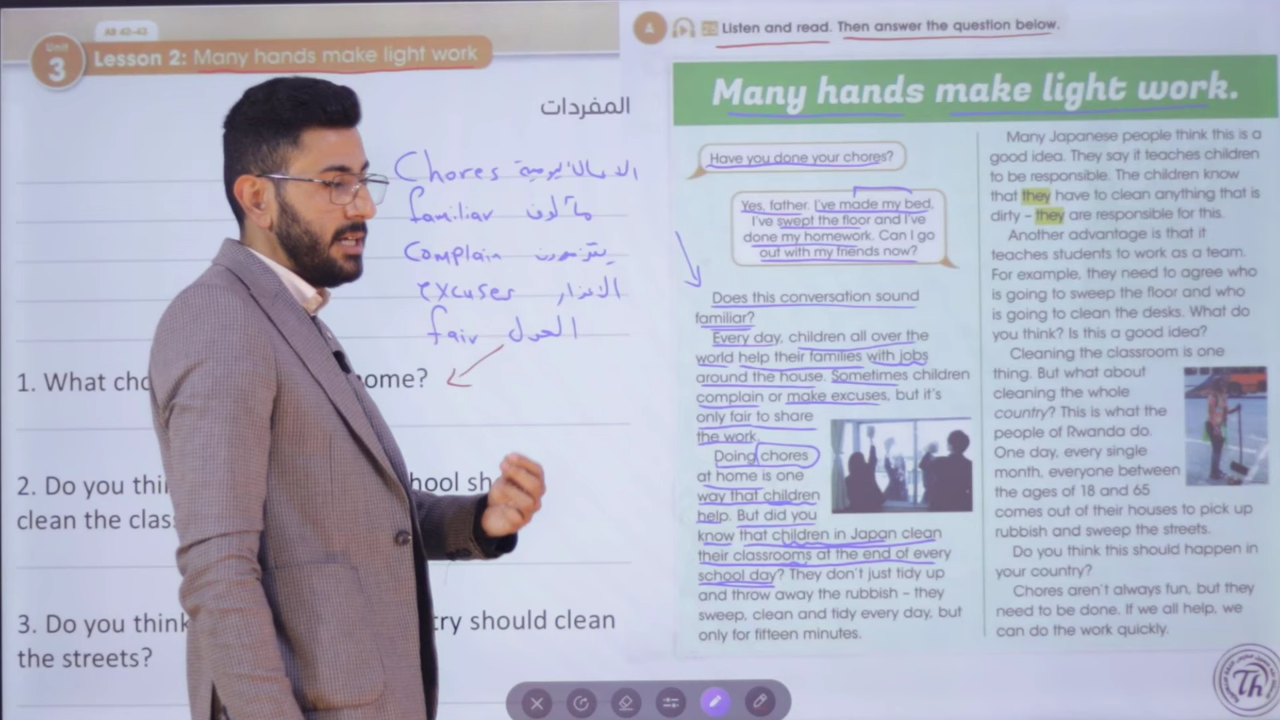 AB 42-43
Unit
3
Lesson 2: Many hands make light work
المفردات
Chores الاعمال اليومية
familiar مألوف
Complain يتذمرون
excuses الاعذار
fair العدل
1. What cho ome?
2. Do you thi hool sh
clean the clas
3. Do you think try should clean
the streets?
A Listen and read. Then answer the question below.
Many hands make light work.
Have you done your chores?
Yes, father. I've made my bed,
I've swept the floor and I've
done my homework. Can I go
out with my friends now?
Does this conversation sound
familiar?
Every day, children all over the
world help their families with jobs
around the house. Sometimes children
complain or make excuses, but it's
only fair to share
the work.
Doing chores
at home is one
way that children
help. But did you
know that children in Japan clean
their classrooms at the end of every
school day? They don't just tidy up
and throw away the rubbish – they
sweep, clean and tidy every day, but
only for fifteen minutes.
Many Japanese people think this is a
good idea. They say it teaches children
to be responsible. The children know
that they have to clean anything that is
dirty – they are responsible for this.
Another advantage is that it
teaches students to work as a team.
For example, they need to agree who
is going to sweep the floor and who
is going to clean the desks. What do
you think? Is this a good idea?
Cleaning the classroom is one
thing. But what about
cleaning the whole
country? This is what the
people of Rwanda do.
One day, every single
month, everyone between
the ages of 18 and 65
comes out of their houses to pick up
rubbish and sweep the streets.
Do you think this should happen in
your country?
Chores aren't always fun, but they
need to be done. If we all help, we
can do the work quickly.
Th